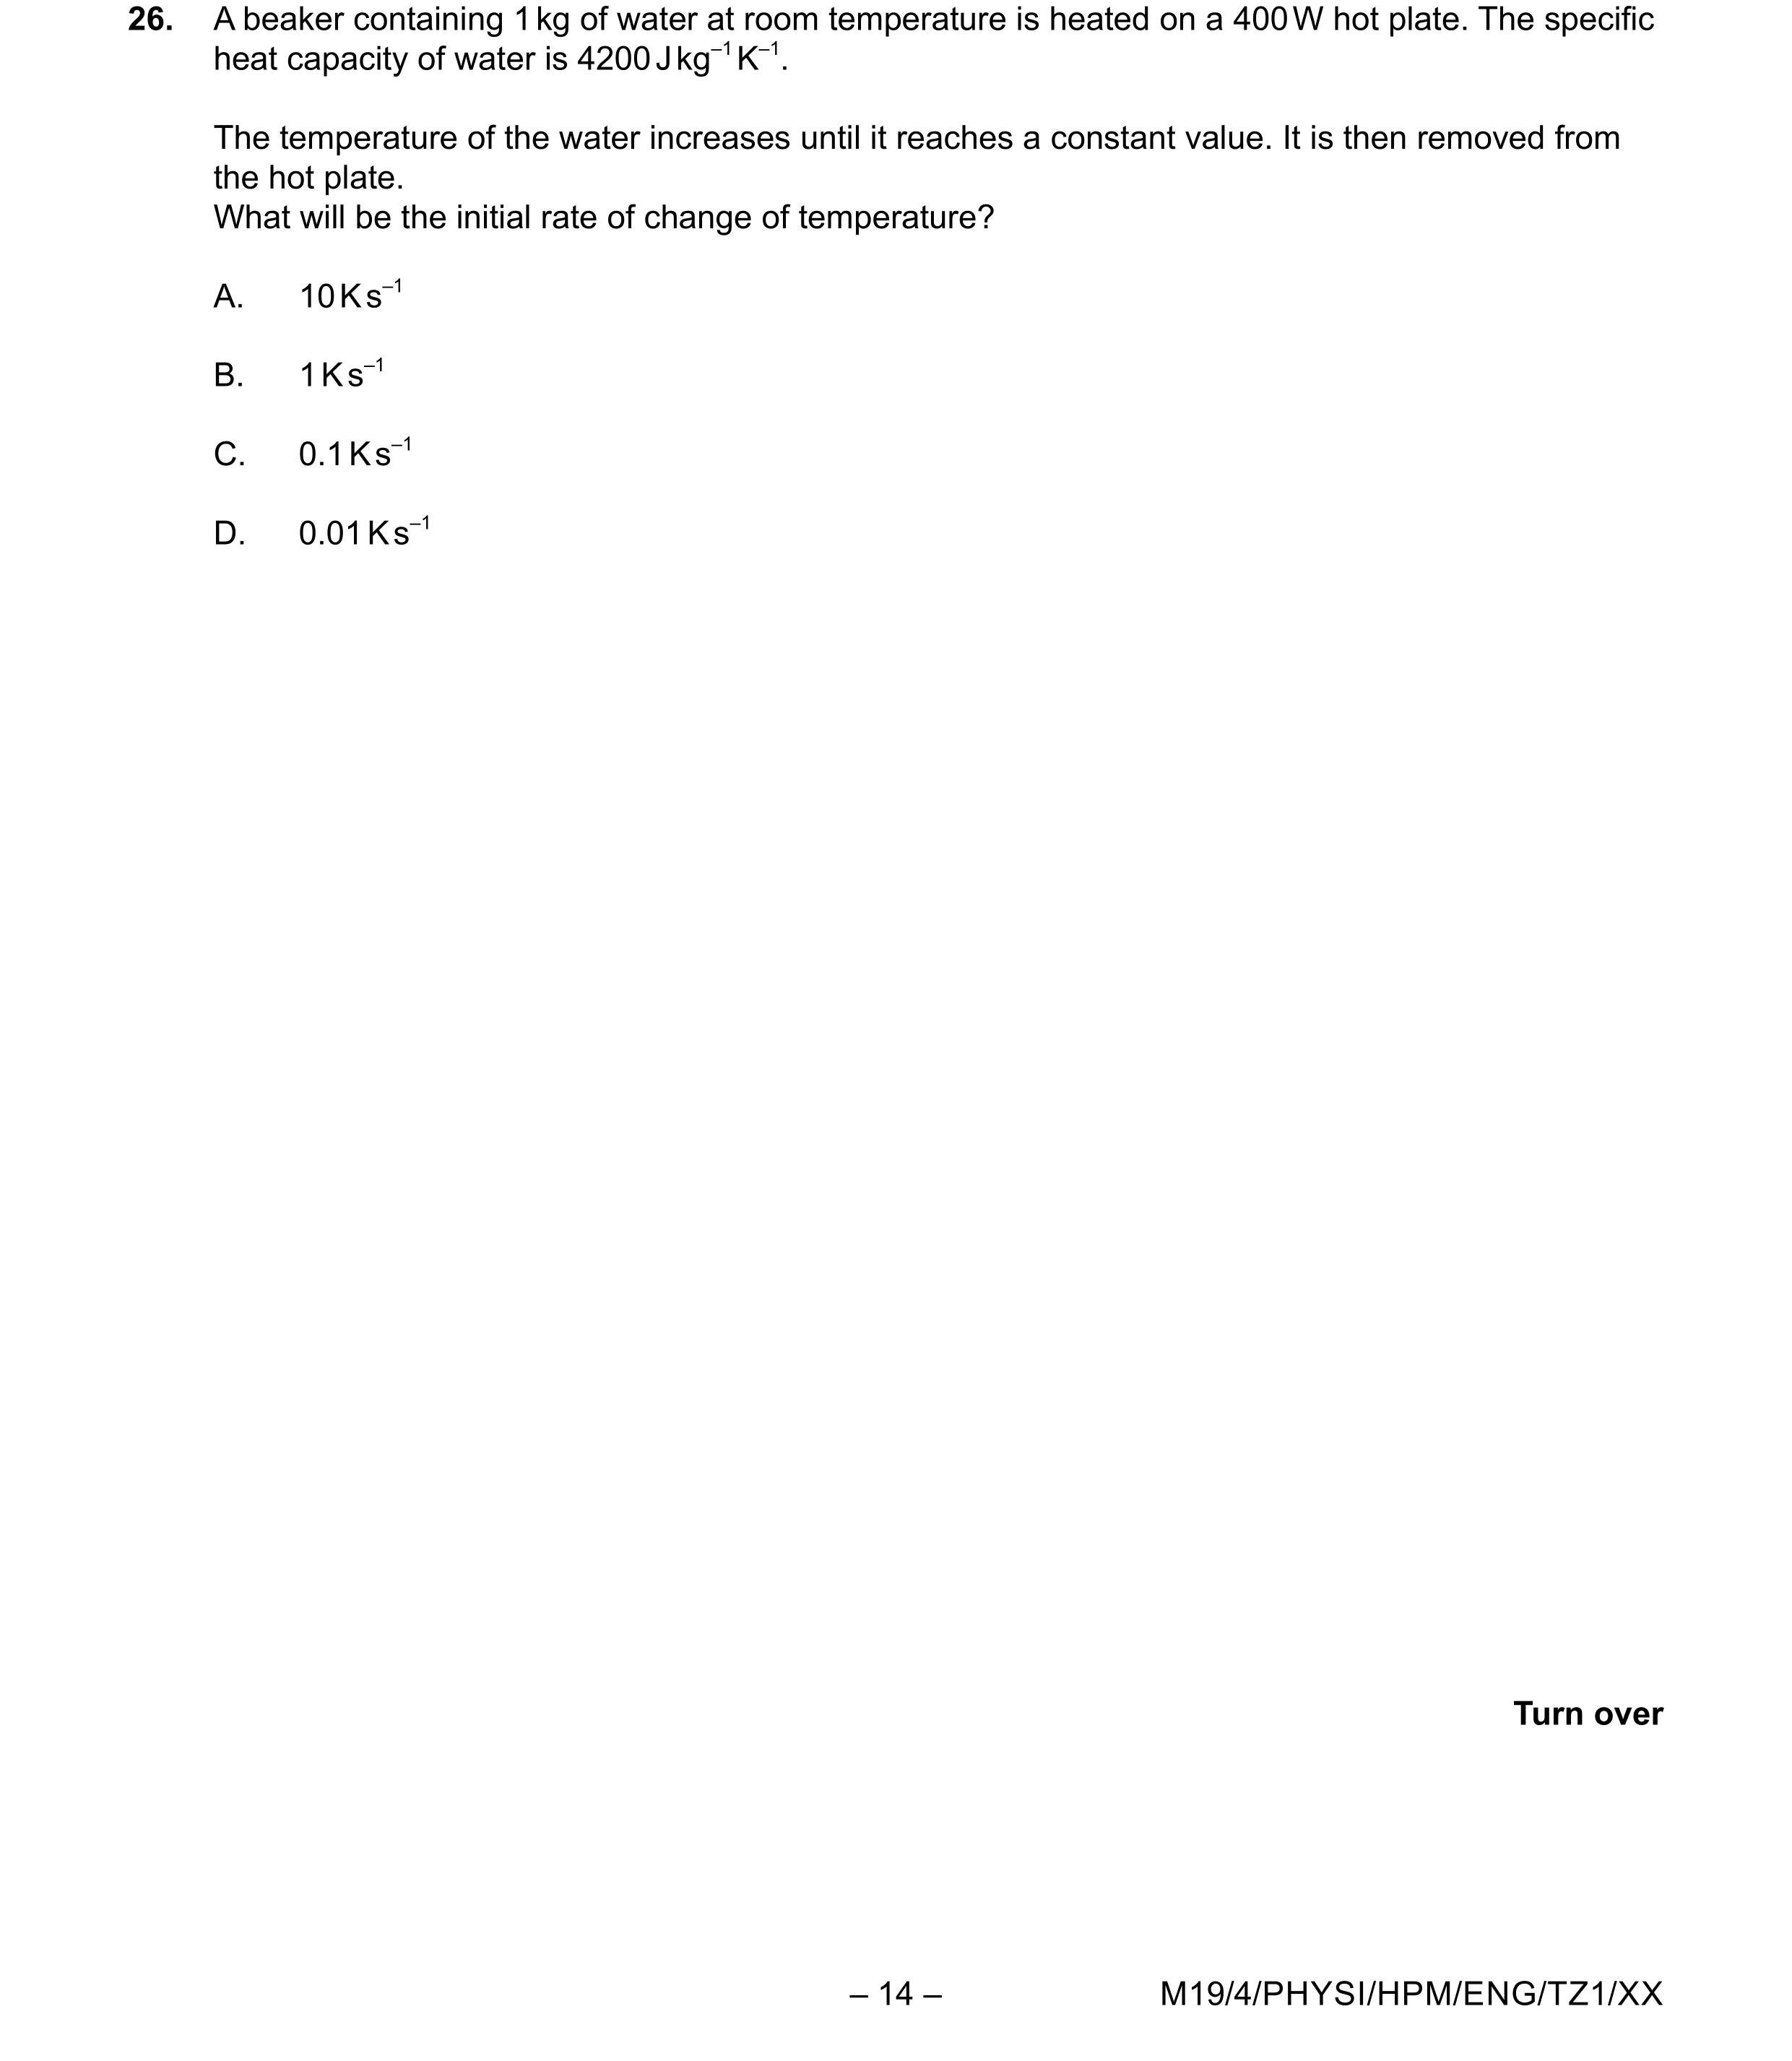 26. A beaker containing 1 kg of water at room temperature is heated on a 400 W hot plate. The specific
heat capacity of water is 4200 J kg⁻¹ K⁻¹.
The temperature of the water increases until it reaches a constant value. It is then removed from
the hot plate.
What will be the initial rate of change of temperature?
A. 10 K s⁻¹
B. 1 K s⁻¹
C. 0.1 K s⁻¹
D. 0.01 K s⁻¹
Turn over
– 14 – M19/4/PHYSI/HPM/ENG/TZ1/XX